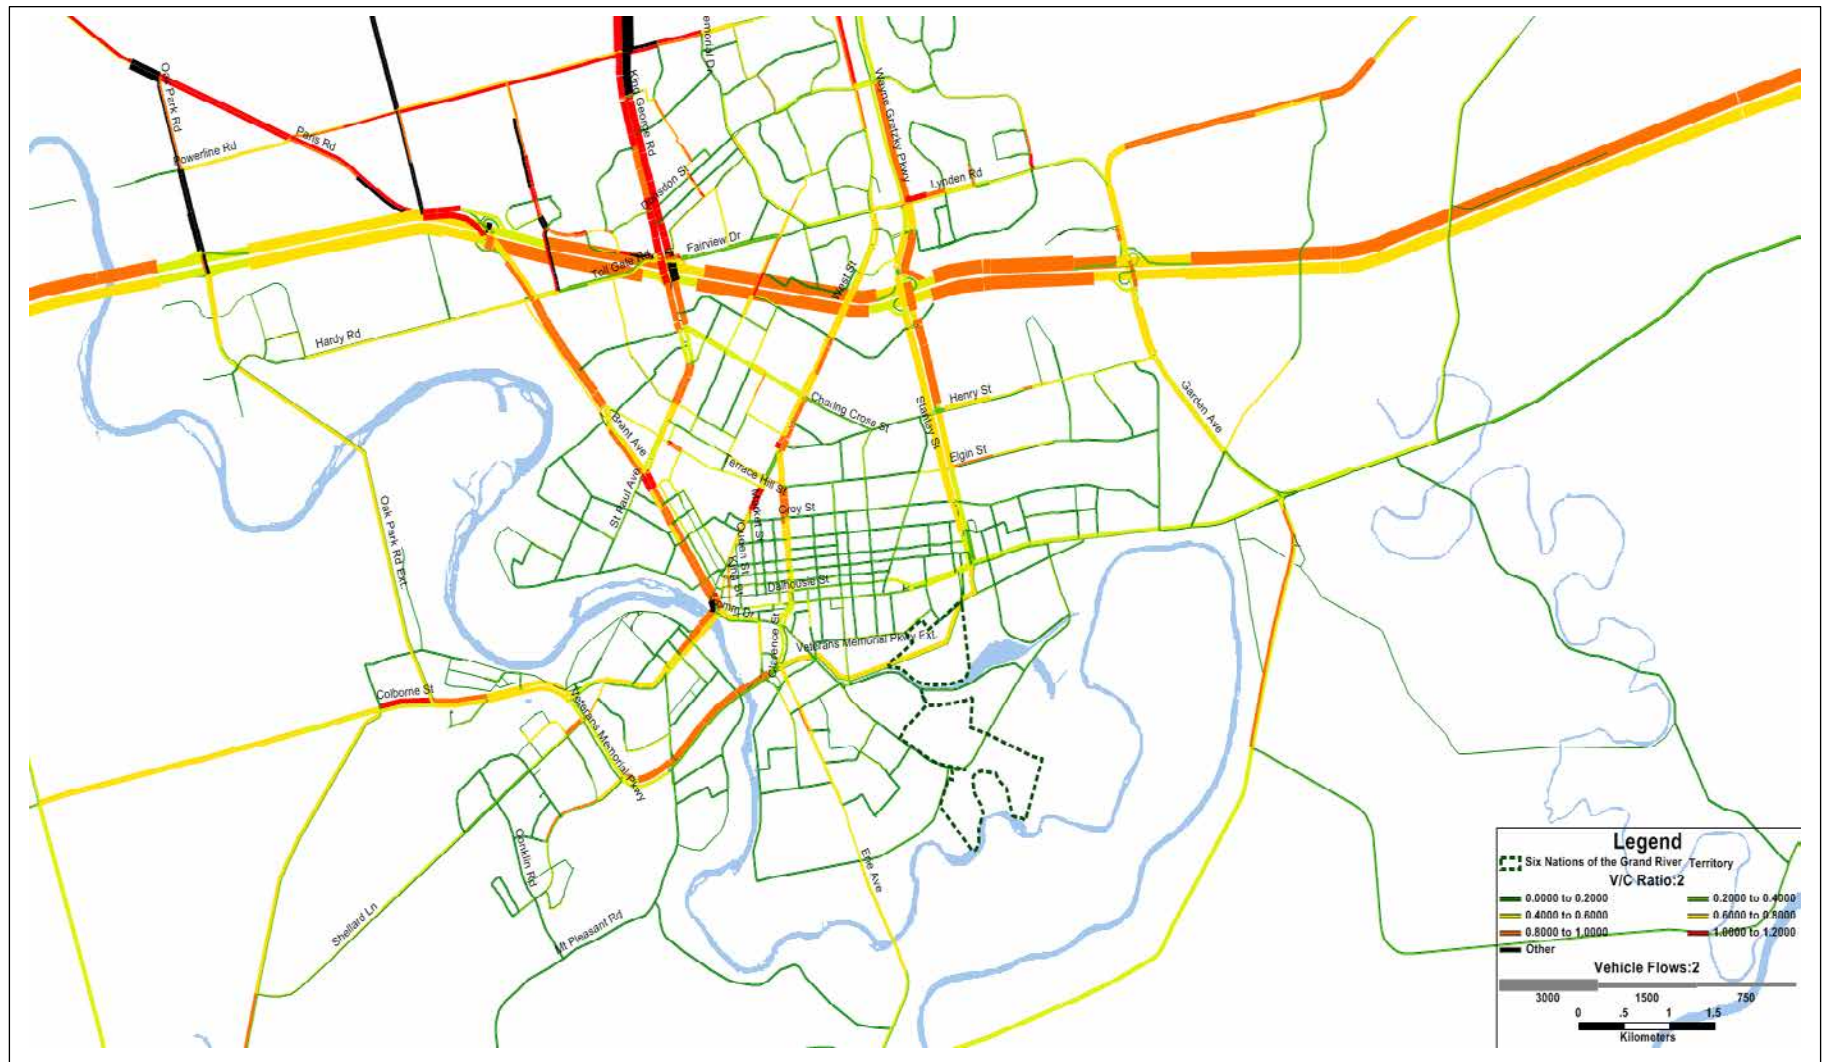 Oak Park Rd
King George Rd
emorial Dr
Wayne Gratzky Pkwy
Paris Rd
Powerline Rd
Lynden Rd
Fairview Dr
Toll Gate Rd
West St
Hardy Rd
Charing Cross St
Henry St
Garden Ave
Stanley St
Brant Ave
Elgin St
Terrace Hill St
St Paul Ave
Market St
Grey St
Queen St
King St
Oak Park Rd Ext.
Dalhousie St
Clarence St
Veterans Memorial Pkwy Ext.
Colborne St
Veterans Memorial Pkwy
Conklin Rd
Erie Ave
Shellard Ln
Mt Pleasant Rd
Legend
Six Nations of the Grand River Territory
V/C Ratio:2
0.0000 to 0.2000 0.2000 to 0.4000
0.4000 to 0.6000 0.6000 to 0.8000
0.8000 to 1.0000 1.0000 to 1.2000
Other
Vehicle Flows:2
3000 1500 750
0 .5 1 1.5
Kilometers